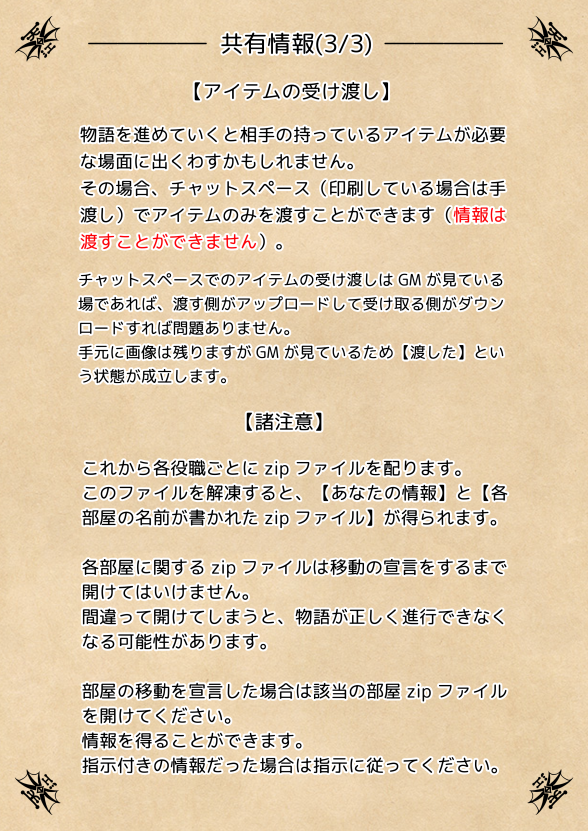 共有情報(3/3)
【アイテムの受け渡し】
物語を進めていくと相手の持っているアイテムが必要
な場面に出くわすかもしれません。
その場合、チャットスペース（印刷している場合は手
渡し）でアイテムのみを渡すことができます（情報は
渡すことができません）。
チャットスペースでのアイテムの受け渡しは GM が見ている
場であれば、渡す側がアップロードして受け取る側がダウン
ロードすれば問題ありません。
手元に画像は残りますが GM が見ているため【渡した】とい
う状態が成立します。
【諸注意】
これから各役職ごとに zip ファイルを配ります。
このファイルを解凍すると、【あなたの情報】と【各
部屋の名前が書かれた zip ファイル】が得られます。
各部屋に関する zip ファイルは移動の宣言をするまで
開けてはいけません。
間違って開けてしまうと、物語が正しく進行できなく
なる可能性があります。
部屋の移動を宣言した場合は該当の部屋 zip ファイル
を開けてください。
情報を得ることができます。
指示付きの情報だった場合は指示に従ってください。